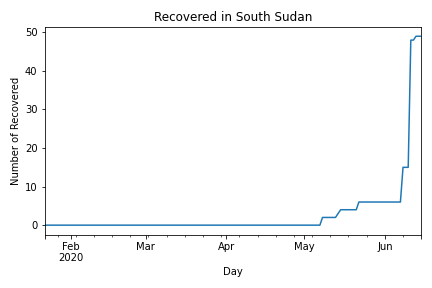 Recovered in South Sudan
Number of Recovered
50
40
30
20
10
0
Feb
2020
Mar
Apr
May
Jun
Day